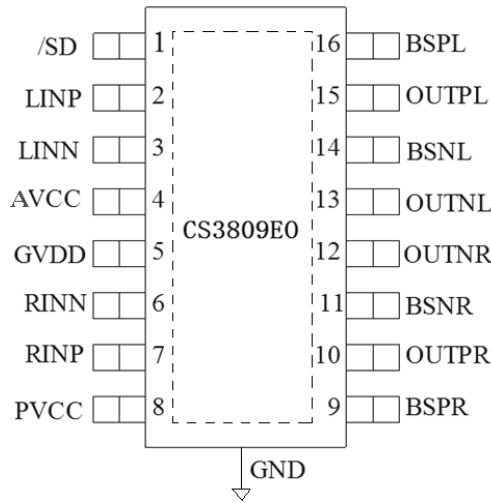 /SD 1 16 BSPL
LINP 2 15 OUTPL
LINN 3 14 BSNL
AVCC 4 13 OUTNL
CS3809EO
GVDD 5 12 OUTNR
RINN 6 11 BSNR
RINP 7 10 OUTPR
PVCC 8 9 BSPR
GND